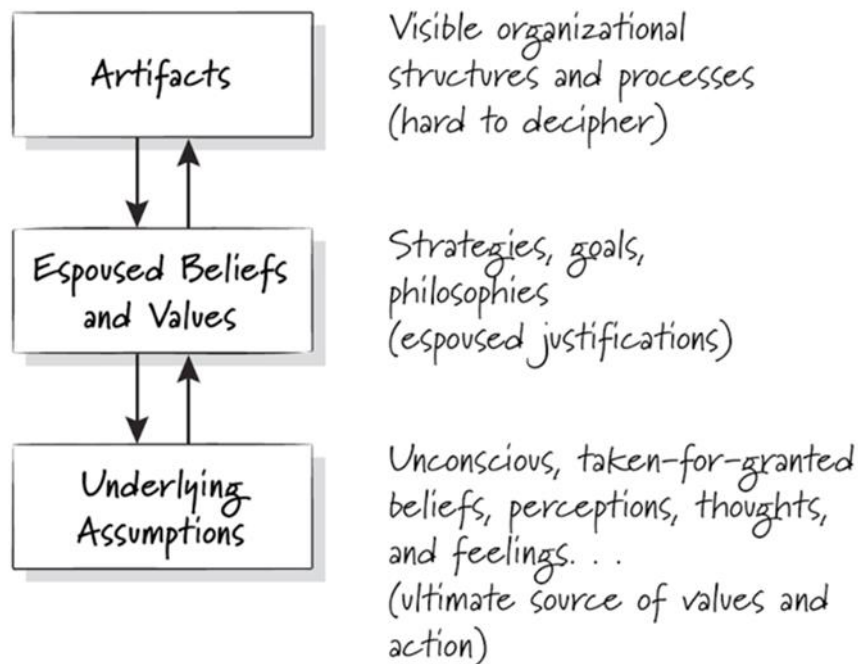 Artifacts
Visible organizational
structures and processes
(hard to decipher)
Espoused Beliefs
and Values
Strategies, goals,
philosophies
(espoused justifications)
Underlying
Assumptions
Unconscious, taken-for-granted
beliefs, perceptions, thoughts,
and feelings. . .
(ultimate source of values and
action)